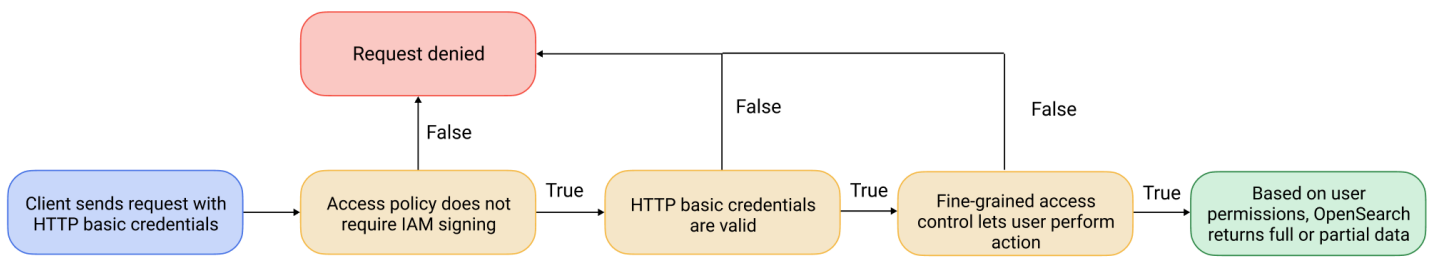 Request denied
False
False
False
Client sends request with
HTTP basic credentials
Access policy does not
require IAM signing
True
HTTP basic credentials
are valid
True
Fine-grained access
control lets user perform
action
True
Based on user
permissions, OpenSearch
returns full or partial data